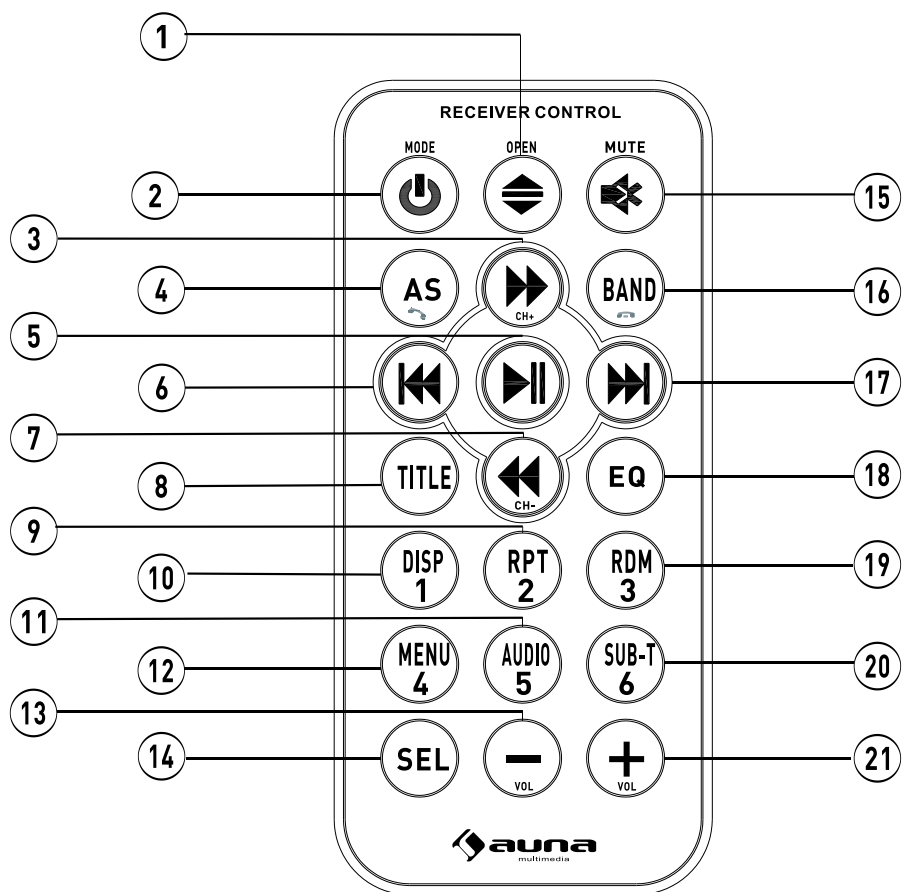 1
RECEIVER CONTROL
MODE OPEN MUTE
2 15
3
4 AS CH+ BAND 16
5
6 17
7
8 TITLE CH- EQ 18
9
10 DISP 1 RPT 2 RDM 3 19
11
12 MENU 4 AUDIO 5 SUB-T 6 20
13
14 SEL VOL VOL 21
auna
multimedia